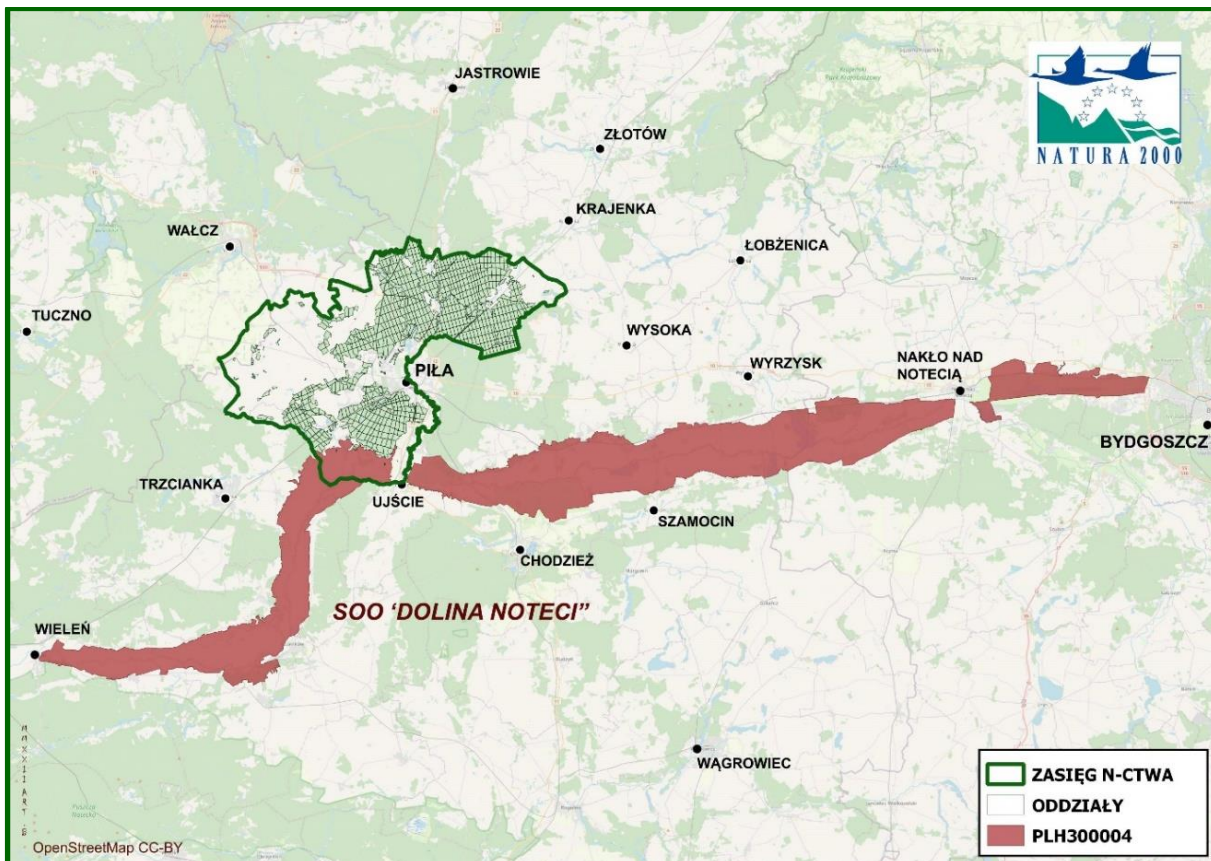 JASTROWIE
ZŁOTÓW
NATURA 2000
KRAJENKA
WAŁCZ
ŁOBŻENICA
TUCZNO
WYSOKA
PIŁA
WYRZYSK
NAKŁO NAD
NOTECIĄ
BYDGOSZCZ
TRZCIANKA
UJŚCIE
SZAMOCIN
CHODZIEŻ
SOO 'DOLINA NOTECI"
WIELEŃ
WĄGROWIEC
ZASIĘG N-CTWA
ODDZIAŁY
PLH300004
OpenStreetMap CC-BY